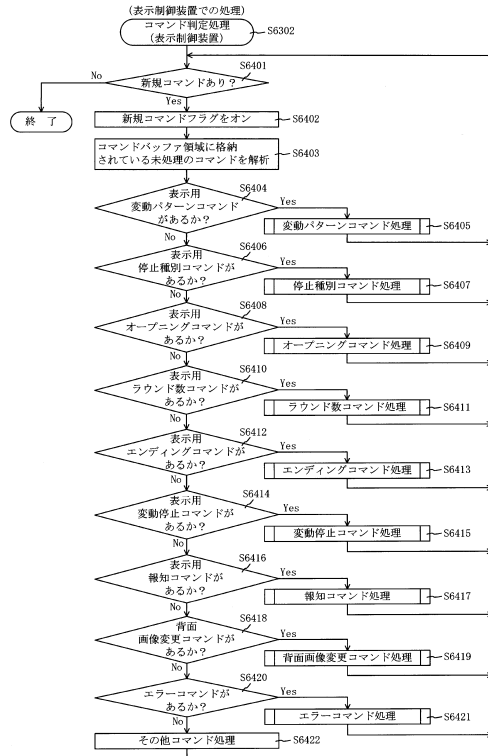 (表示制御装置での処理)
コマンド判定処理
(表示制御装置)
S6302
S6401
新規コマンドあり？
No
Yes
終 了
新規コマンドフラグをオン
S6402
コマンドバッファ領域に格納
されている未処理のコマンドを解析
S6403
S6404
表示用
変動パターンコマンド
があるか？
Yes
No
変動パターンコマンド処理
S6405
S6406
表示用
停止種別コマンドが
あるか？
Yes
No
停止種別コマンド処理
S6407
S6408
表示用
オープニングコマンドが
あるか？
Yes
No
オープニングコマンド処理
S6409
S6410
表示用
ラウンド数コマンドが
あるか？
Yes
No
ラウンド数コマンド処理
S6411
S6412
表示用
エンディングコマンドが
あるか？
Yes
No
エンディングコマンド処理
S6413
S6414
表示用
変動停止コマンドが
あるか？
Yes
No
変動停止コマンド処理
S6415
S6416
表示用
報知コマンドが
あるか？
Yes
No
報知コマンド処理
S6417
S6418
背面
画像変更コマンドが
あるか？
Yes
No
背面画像変更コマンド処理
S6419
S6420
エラーコマンドが
あるか？
Yes
No
エラーコマンド処理
S6421
その他コマンド処理
S6422